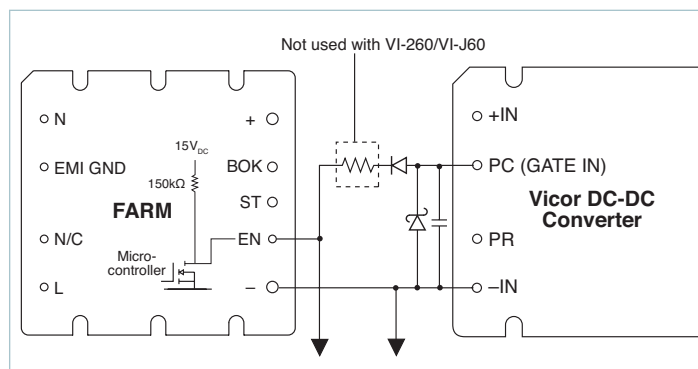 Not used with VI-260/VI-J60
N
EMI GND
N/C
L
15V_DC
150kΩ
FARM
Micro-
controller
+
BOK
ST
EN
–
+IN
PC (GATE IN)
Vicor DC-DC
Converter
PR
–IN